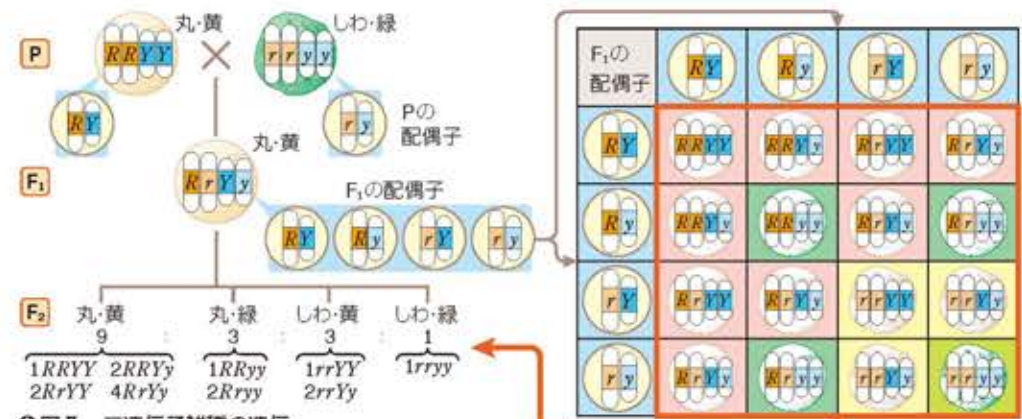 P
丸・黄
しわ・緑
RRYY
rryy
RY
ry
Pの
配偶子
丸・黄
F₁
RrYy
F₁の配偶子
RY Ry rY ry
F₂
丸・黄 丸・緑 しわ・黄 しわ・緑
9 : 3 : 3 : 1
1RRYY 2RRYy 1RRyy 1rrYY 1rryy
2RrYY 4RrYy 2Rryy 2rrYy
F₁の
配偶子
RY Ry rY ry
RY RRYY RRYy RrYY RrYy
Ry RRYy RRyy RrYy Rryy
rY RrYY RrYy rrYY rrYy
ry RrYy Rryy rrYy rryy